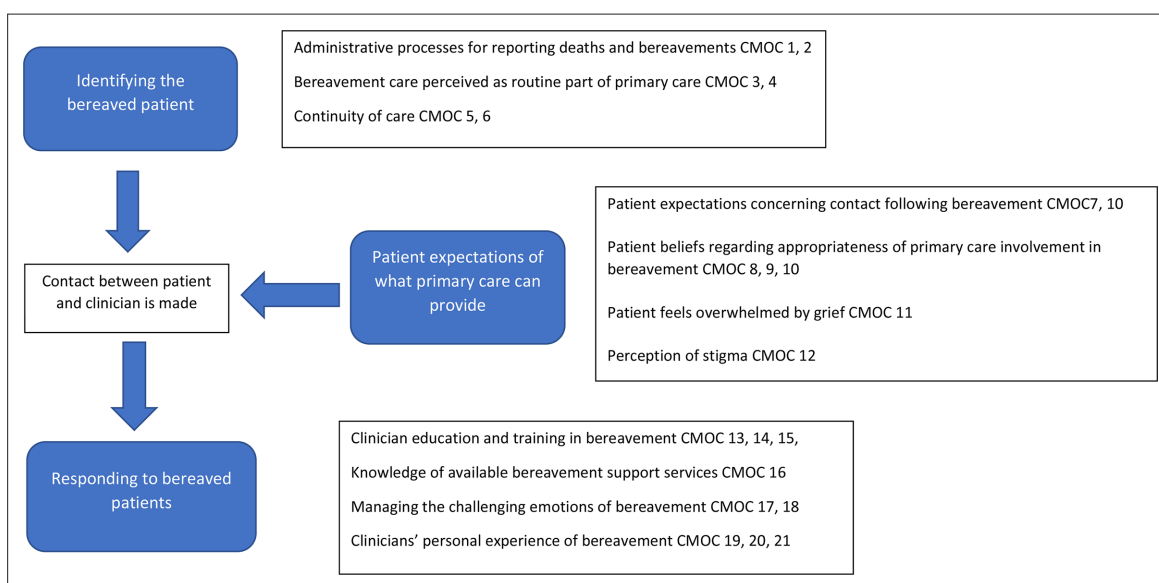 Identifying the
bereaved patient
Administrative processes for reporting deaths and bereavements CMOC 1, 2
Bereavement care perceived as routine part of primary care CMOC 3, 4
Continuity of care CMOC 5, 6
Contact between patient
and clinician is made
Patient expectations of
what primary care can
provide
Patient expectations concerning contact following bereavement CMOC7, 10
Patient beliefs regarding appropriateness of primary care involvement in
bereavement CMOC 8, 9, 10
Patient feels overwhelmed by grief CMOC 11
Perception of stigma CMOC 12
Responding to bereaved
patients
Clinician education and training in bereavement CMOC 13, 14, 15,
Knowledge of available bereavement support services CMOC 16
Managing the challenging emotions of bereavement CMOC 17, 18
Clinicians’ personal experience of bereavement CMOC 19, 20, 21